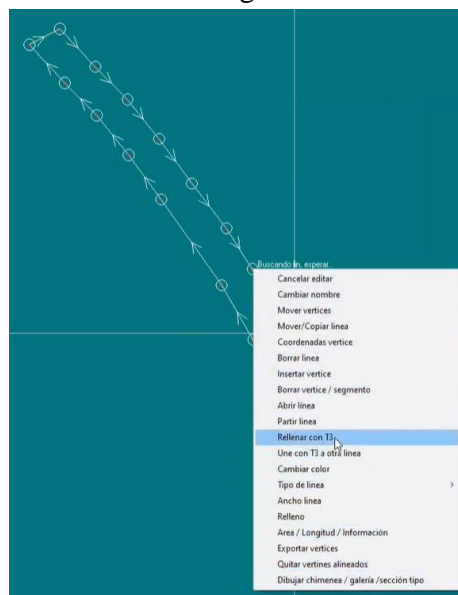 Buscando lin, esperar
Cancelar editar
Cambiar nombre
Mover vertices
Mover/Copiar linea
Coordenadas vertice
Borrar linea
Insertar vertice
Borrar vertice / segmento
Abrir línea
Partir linea
Rellenar con T3
Une con T3 a otra linea
Cambiar color
Tipo de linea
Ancho linea
Relleno
Area / Longitud / Información
Exportar vertices
Quitar vertines alineados
Dibujar chimenea / galería /sección tipo